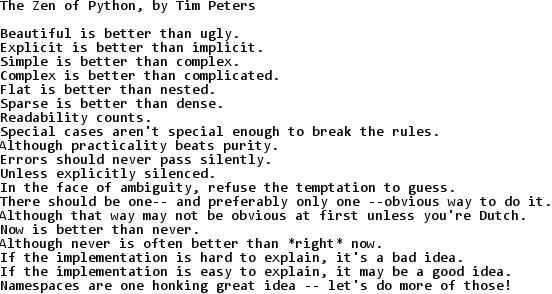 The Zen of Python, by Tim Peters

Beautiful is better than ugly.
Explicit is better than implicit.
Simple is better than complex.
Complex is better than complicated.
Flat is better than nested.
Sparse is better than dense.
Readability counts.
Special cases aren't special enough to break the rules.
Although practicality beats purity.
Errors should never pass silently.
Unless explicitly silenced.
In the face of ambiguity, refuse the temptation to guess.
There should be one-- and preferably only one --obvious way to do it.
Although that way may not be obvious at first unless you're Dutch.
Now is better than never.
Although never is often better than *right* now.
If the implementation is hard to explain, it's a bad idea.
If the implementation is easy to explain, it may be a good idea.
Namespaces are one honking great idea -- let's do more of those!